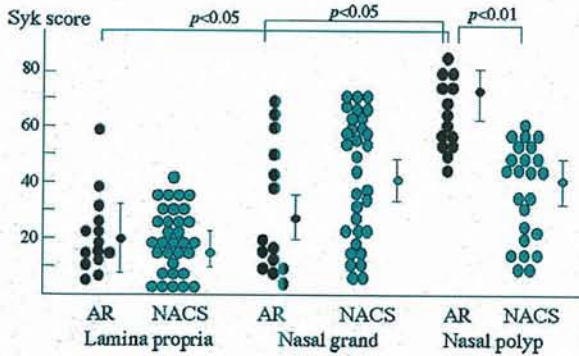 Syk score
p<0.05
p<0.05
p<0.01
80
60
40
20
AR NACS AR NACS AR NACS
Lamina propria Nasal grand Nasal polyp